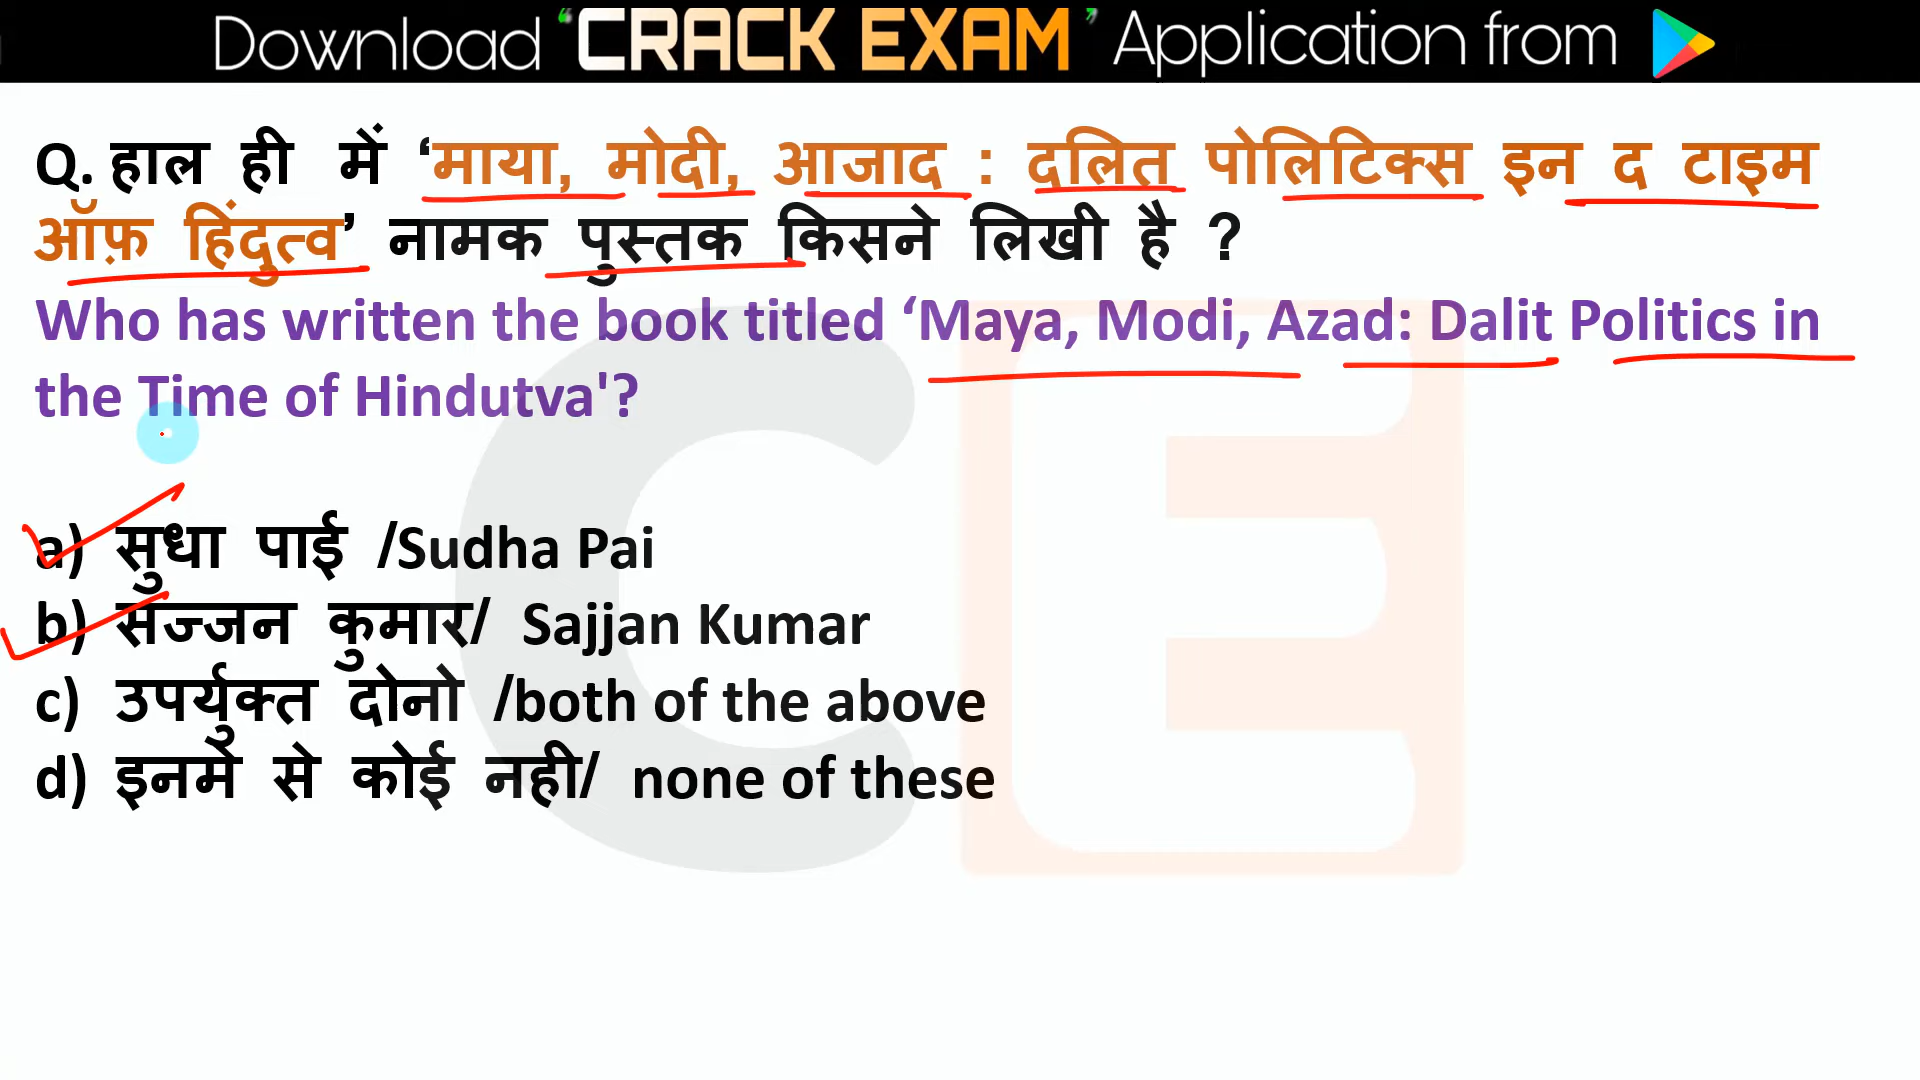 Download ‘CRACK EXAM’ Application from
Q. हाल ही में ‘माया, मोदी, आजाद : दलित पोलिटिक्स इन द टाइम
ऑफ़ हिंदुत्व’ नामक पुस्तक किसने लिखी है ?
Who has written the book titled ‘Maya, Modi, Azad: Dalit Politics in
the Time of Hindutva'?
a) सुधा पाई /Sudha Pai
b) सज्जन कुमार/ Sajjan Kumar
c) उपर्युक्त दोनो /both of the above
d) इनमे से कोई नही/ none of these
CE